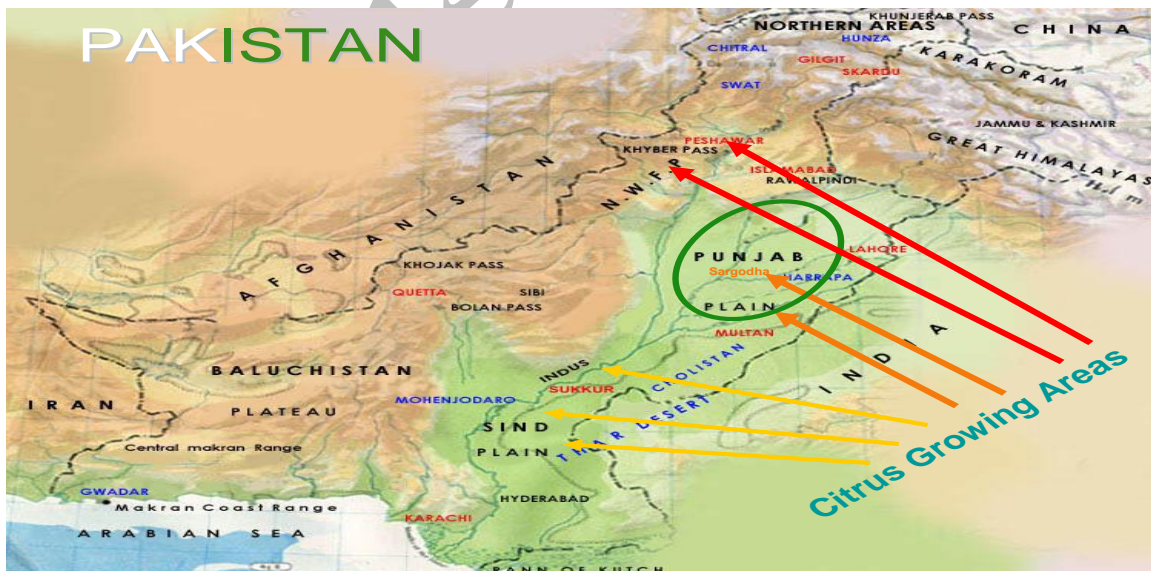 PAKISTAN
NORTHERN AREAS
KHUNJERAB PASS
CHINA
CHITRAL
HUNZA
KARAKORAM
GILGIT
SKARDU
SWAT
JAMMU & KASHMIR
GREAT HIMALAYAS
PESHAWAR
KHYBER PASS
ISLAMABAD
RAWALPINDI
N.W.F.P
AFGHANISTAN
PUNJAB
LAHORE
Sargodha
HARRAPA
KHOJAK PASS
QUETTA
SIBI
BOLAN PASS
PLAIN
MULTAN
INDIA
INDUS
CHOLISTAN
BALUCHISTAN
SUKKUR
MOHENJODARO
THAR DESERT
IRAN
PLATEAU
SIND
PLAIN
Central makran Range
Citrus Growing Areas
GWADAR
HYDERABAD
Makran Coast Range
KARACHI
ARABIAN SEA
RANN OF KUTCH